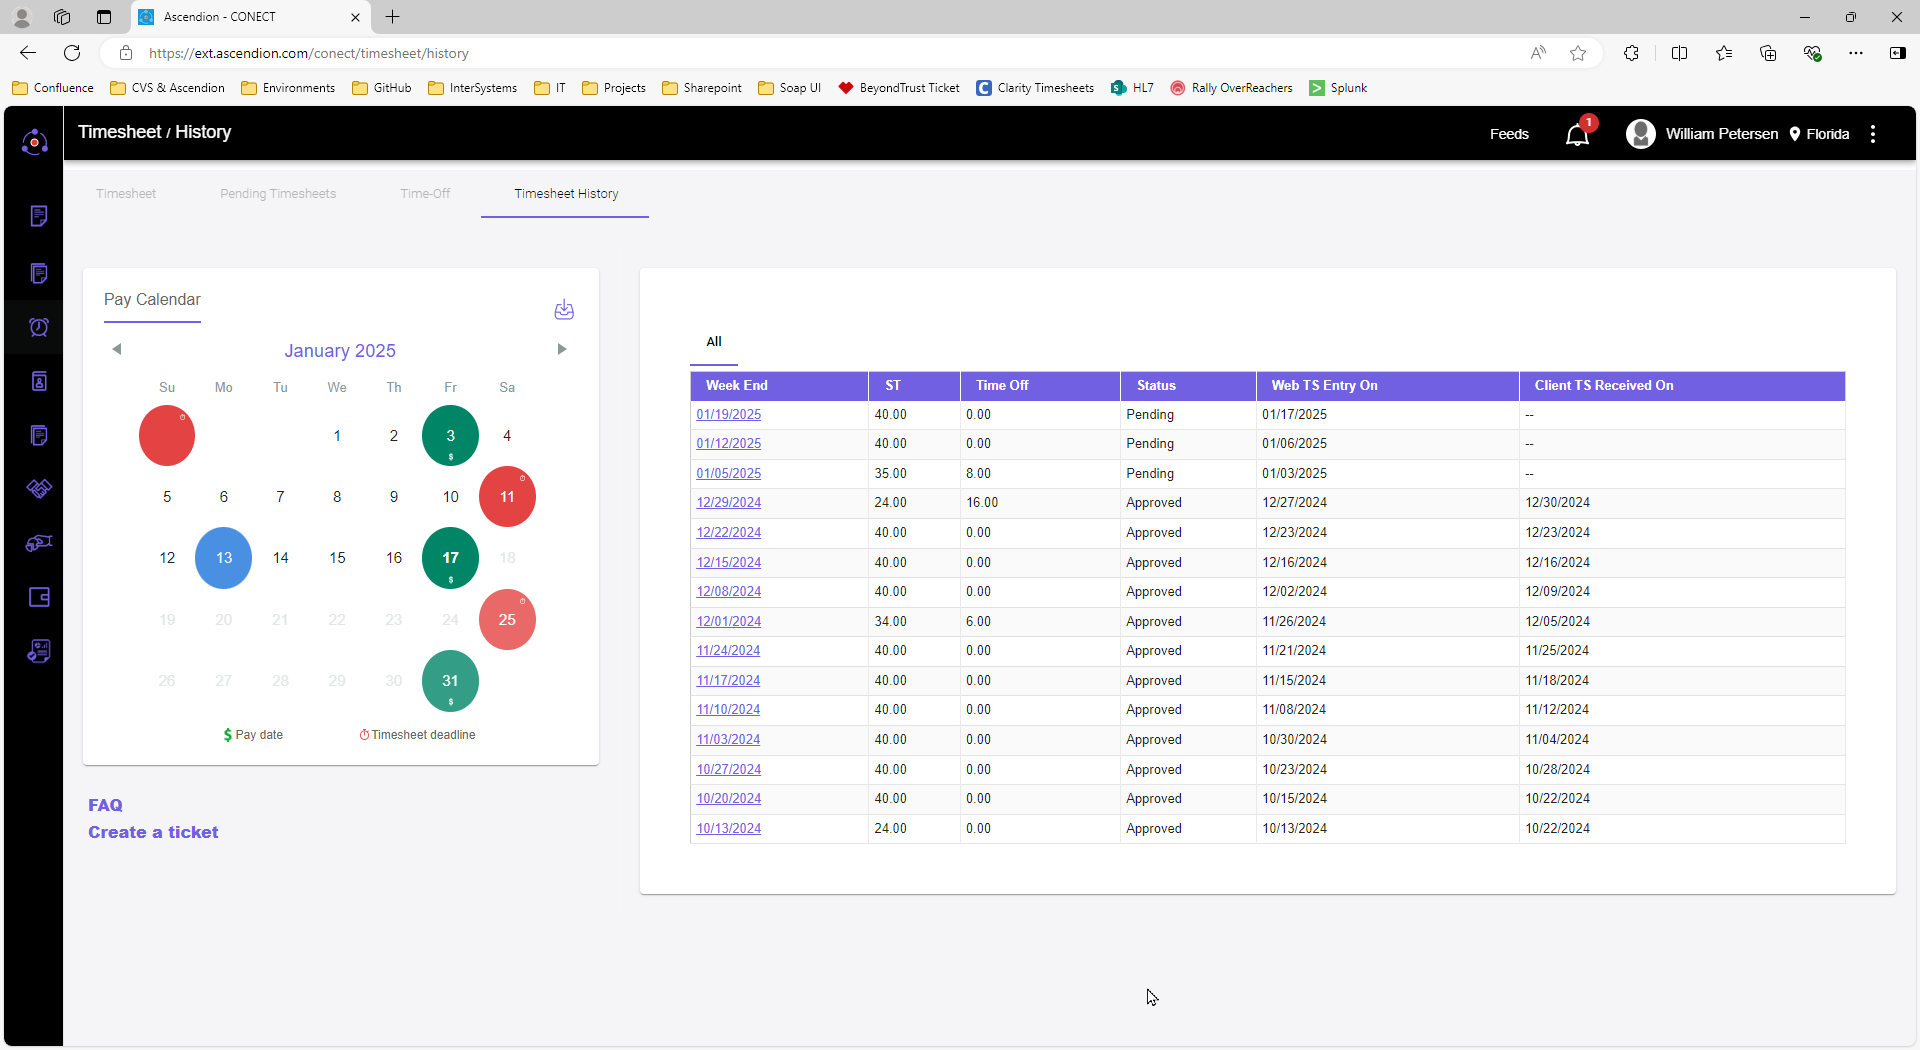 Ascendion - CONECT
https://ext.ascendion.com/conect/timesheet/history
Confluence CVS & Ascendion Environments GitHub InterSystems IT Projects Sharepoint Soap UI BeyondTrust Ticket Clarity Timesheets HL7 Rally OverReachers Splunk
Timesheet / History
Feeds 1 William Petersen Florida
Timesheet Pending Timesheets Time-Off Timesheet History
Pay Calendar
January 2025
Su Mo Tu We Th Fr Sa
1 2 3 4
$
5 6 7 8 9 10 11
12 13 14 15 16 17 18
$
19 20 21 22 23 24 25
26 27 28 29 30 31
$
$ Pay date Timesheet deadline
FAQ
Create a ticket
All
Week End ST Time Off Status Web TS Entry On Client TS Received On
01/19/2025 40.00 0.00 Pending 01/17/2025 --
01/12/2025 40.00 0.00 Pending 01/06/2025 --
01/05/2025 35.00 8.00 Pending 01/03/2025 --
12/29/2024 24.00 16.00 Approved 12/27/2024 12/30/2024
12/22/2024 40.00 0.00 Approved 12/23/2024 12/23/2024
12/15/2024 40.00 0.00 Approved 12/16/2024 12/16/2024
12/08/2024 40.00 0.00 Approved 12/02/2024 12/09/2024
12/01/2024 34.00 6.00 Approved 11/26/2024 12/05/2024
11/24/2024 40.00 0.00 Approved 11/21/2024 11/25/2024
11/17/2024 40.00 0.00 Approved 11/15/2024 11/18/2024
11/10/2024 40.00 0.00 Approved 11/08/2024 11/12/2024
11/03/2024 40.00 0.00 Approved 10/30/2024 11/04/2024
10/27/2024 40.00 0.00 Approved 10/23/2024 10/28/2024
10/20/2024 40.00 0.00 Approved 10/15/2024 10/22/2024
10/13/2024 24.00 0.00 Approved 10/13/2024 10/22/2024